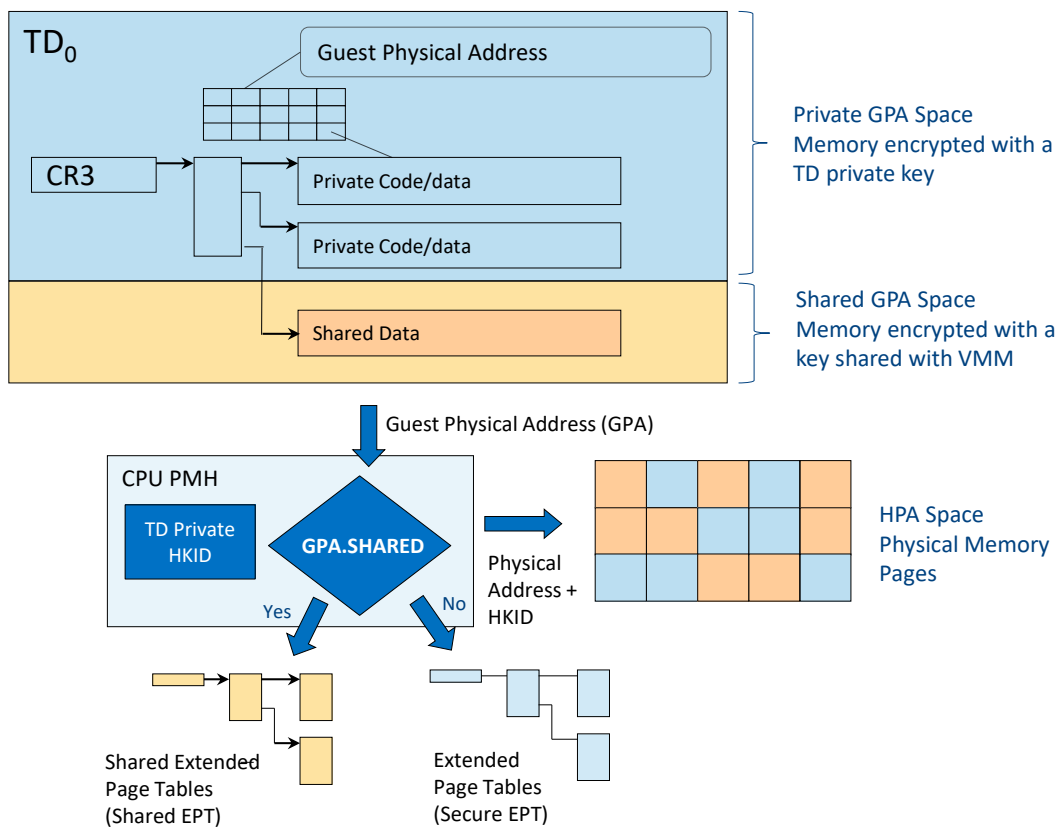 TD0
Guest Physical Address
CR3
Private Code/data
Private Code/data
Shared Data
Private GPA Space
Memory encrypted with a
TD private key
Shared GPA Space
Memory encrypted with a
key shared with VMM
Guest Physical Address (GPA)
CPU PMH
TD Private
HKID
GPA.SHARED
Yes
No
Physical
Address +
HKID
HPA Space
Physical Memory
Pages
Shared Extended
Page Tables
(Shared EPT)
Extended
Page Tables
(Secure EPT)